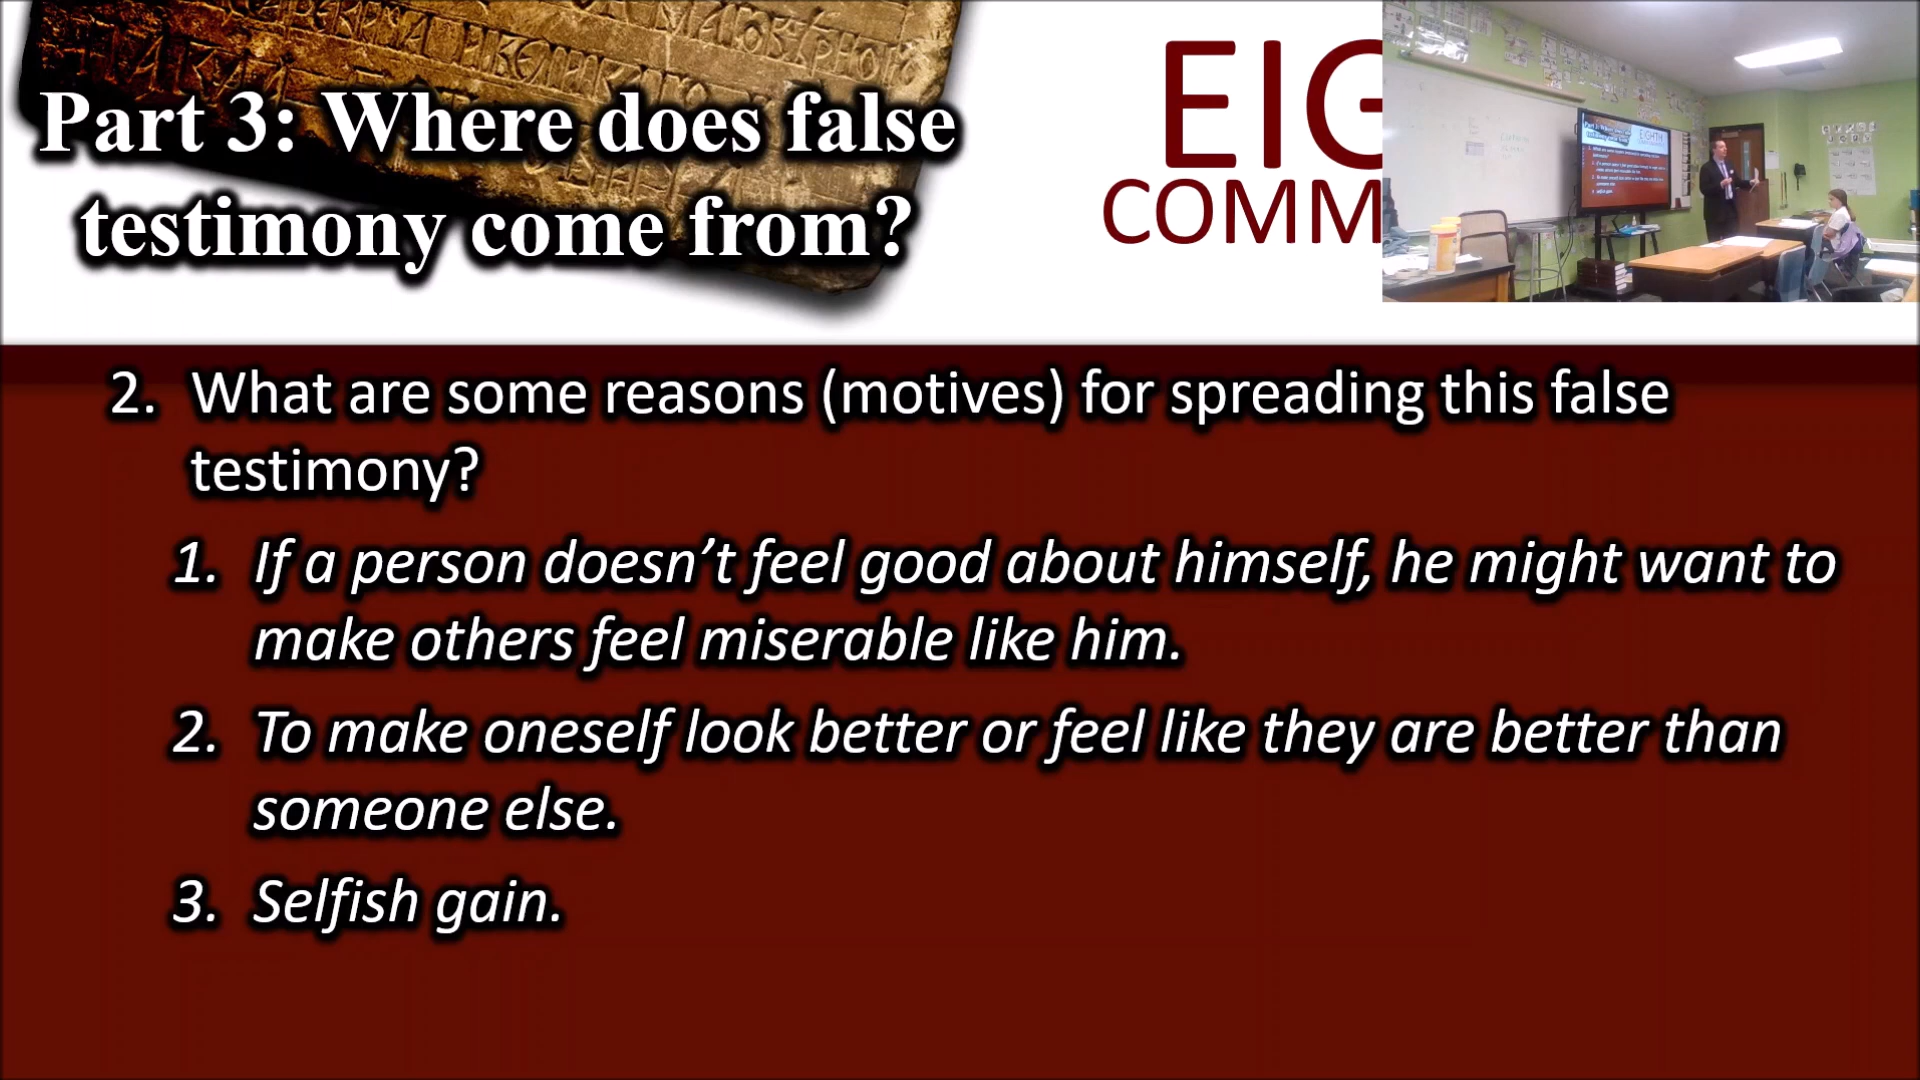 Part 3: Where does false
testimony come from?
EIG
COMM
2. What are some reasons (motives) for spreading this false
testimony?
1. If a person doesn’t feel good about himself, he might want to
make others feel miserable like him.
2. To make oneself look better or feel like they are better than
someone else.
3. Selfish gain.